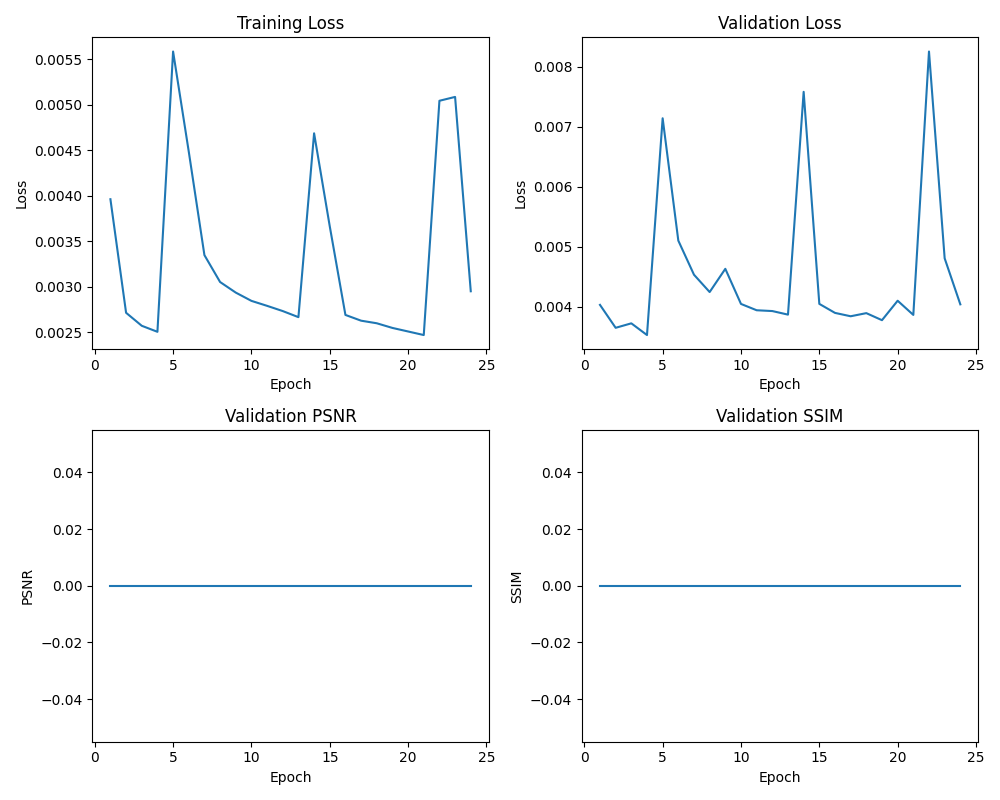 Training Loss
0.0055
0.0050
0.0045
0.0040
0.0035
0.0030
0.0025
Loss
0 5 10 15 20 25
Epoch
Validation Loss
0.008
0.007
0.006
0.005
0.004
Loss
0 5 10 15 20 25
Epoch
Validation PSNR
0.04
0.02
0.00
−0.02
−0.04
PSNR
0 5 10 15 20 25
Epoch
Validation SSIM
0.04
0.02
0.00
−0.02
−0.04
SSIM
0 5 10 15 20 25
Epoch